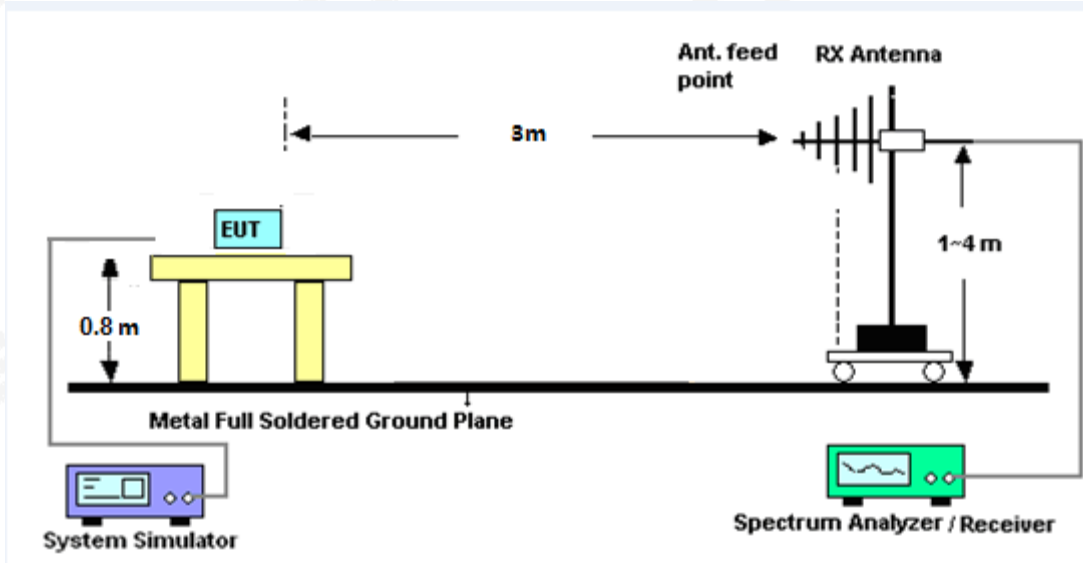 Ant. feed
point
RX Antenna
3m
EUT
1~4 m
0.8 m
Metal Full Soldered Ground Plane
System Simulator
Spectrum Analyzer / Receiver